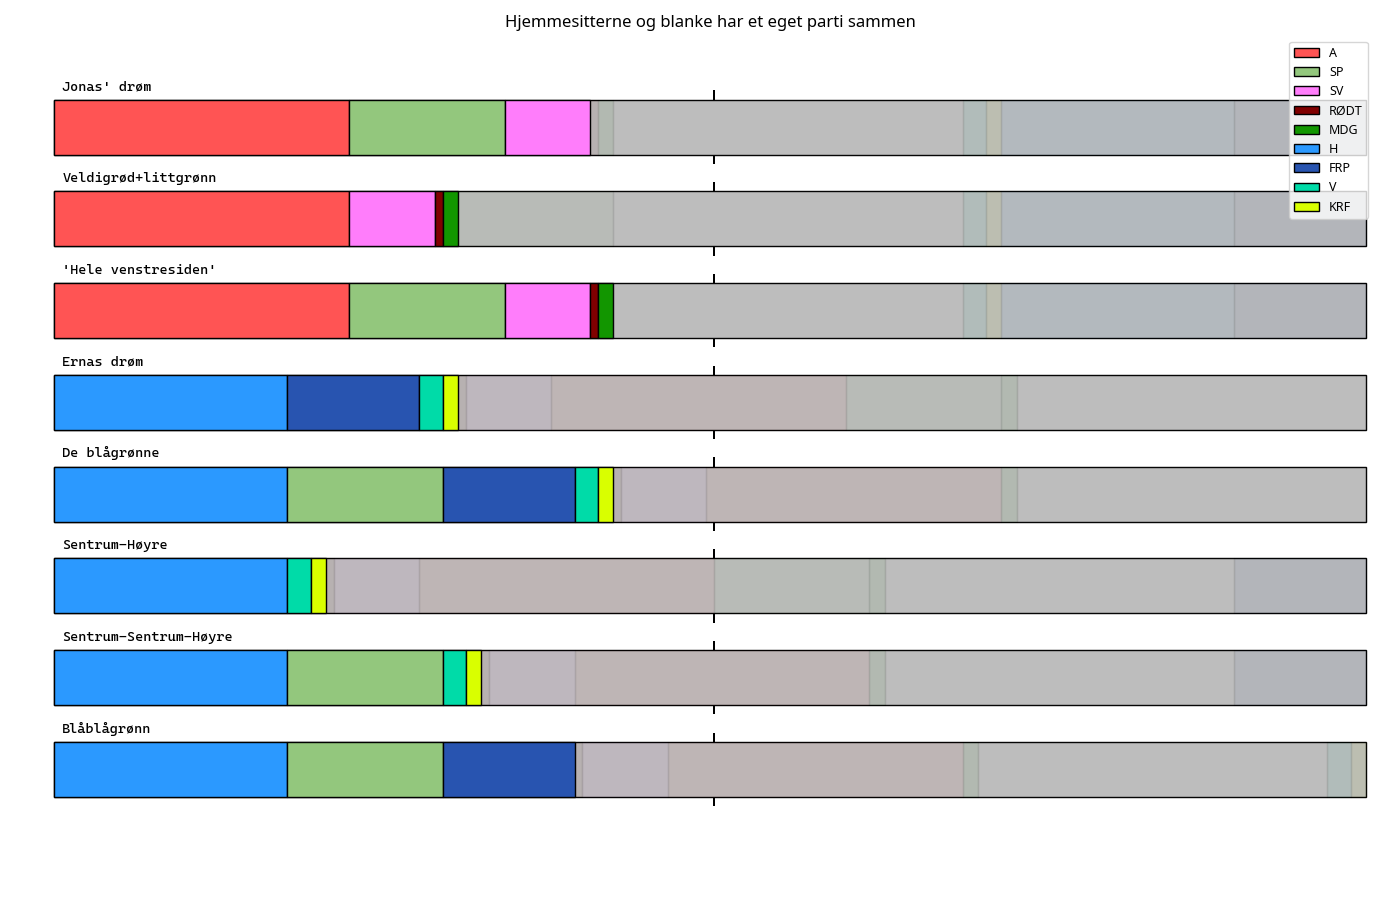 Hjemmesitterne og blanke har et eget parti sammen
A
SP
SV
RØDT
MDG
H
FRP
V
KRF
Jonas' drøm
Veldigrød+littgrønn
'Hele venstresiden'
Ernas drøm
De blågrønne
Sentrum-Høyre
Sentrum-Sentrum-Høyre
Blåblågrønn